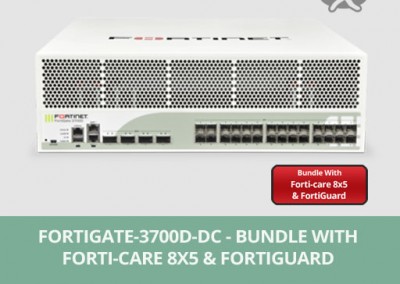 FORTINET
FORTINET
Bundle With
Forti-care 8x5
& FortiGuard
FORTIGATE-3700D-DC - BUNDLE WITH
FORTI-CARE 8X5 & FORTIGUARD